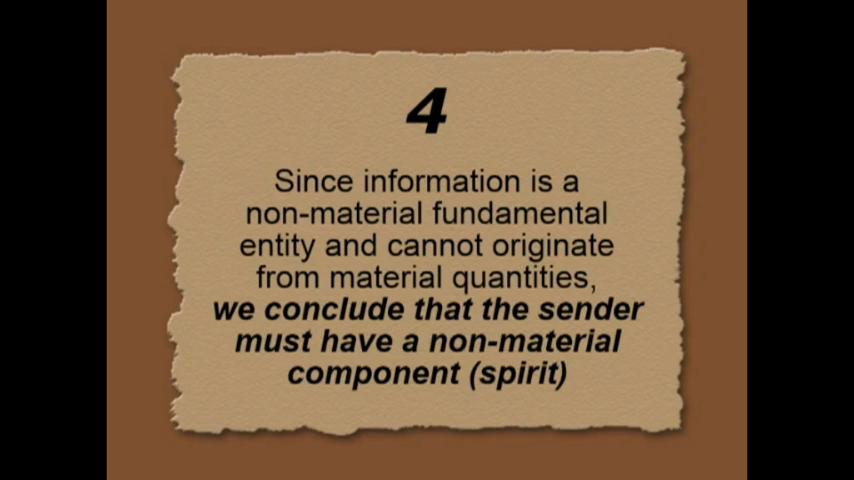 4
Since information is a
non-material fundamental
entity and cannot originate
from material quantities,
we conclude that the sender
must have a non-material
component (spirit)